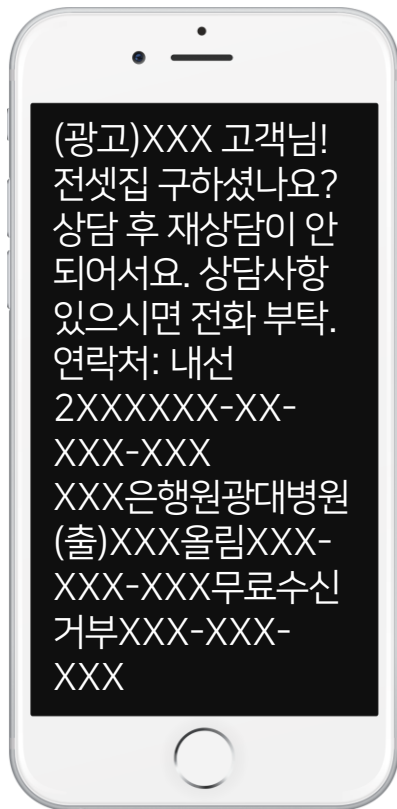 (광고)XXX 고객님!
전셋집 구하셨나요?
상담 후 재상담이 안
되어서요. 상담사항
있으시면 전화 부탁.
연락처: 내선
2XXXXXX-XX-
XXX-XXX
XXX은행원광대병원
(출)XXX올림XXX-
XXX-XXX무료수신
거부XXX-XXX-
XXX